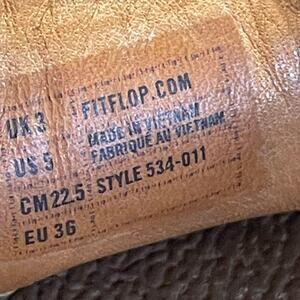 UK 3 FITFLOP.COM
MADE IN VIETNAM
US 5 FABRIQUÉ AU VIETNAM
CM 22.5 STYLE 534-011
EU 36